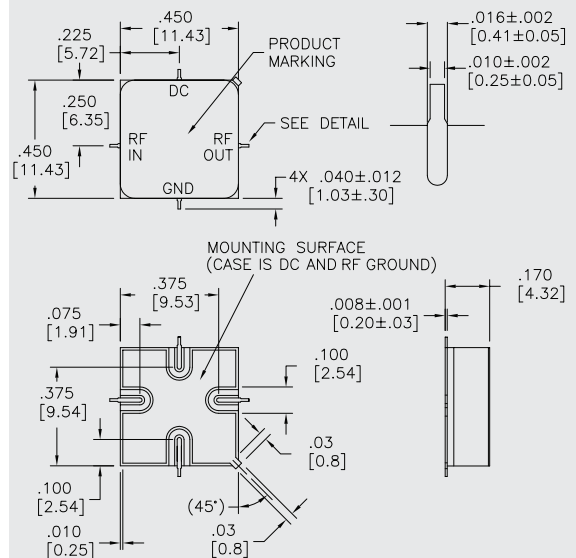 .450
[11.43]
.225
[5.72]
PRODUCT
MARKING
.016±.002
[0.41±0.05]
.010±.002
[0.25±0.05]
DC
.250
[6.35]
.450
[11.43]
RF
IN
RF
OUT
SEE DETAIL
GND
4X .040±.012
[1.03±.30]
MOUNTING SURFACE
(CASE IS DC AND RF GROUND)
.375
[9.53]
.075
[1.91]
.170
[4.32]
.008±.001
[0.20±.03]
.100
[2.54]
.375
[9.54]
.03
[0.8]
.100
[2.54]
(45°)
.03
[0.8]
.010
[0.25]